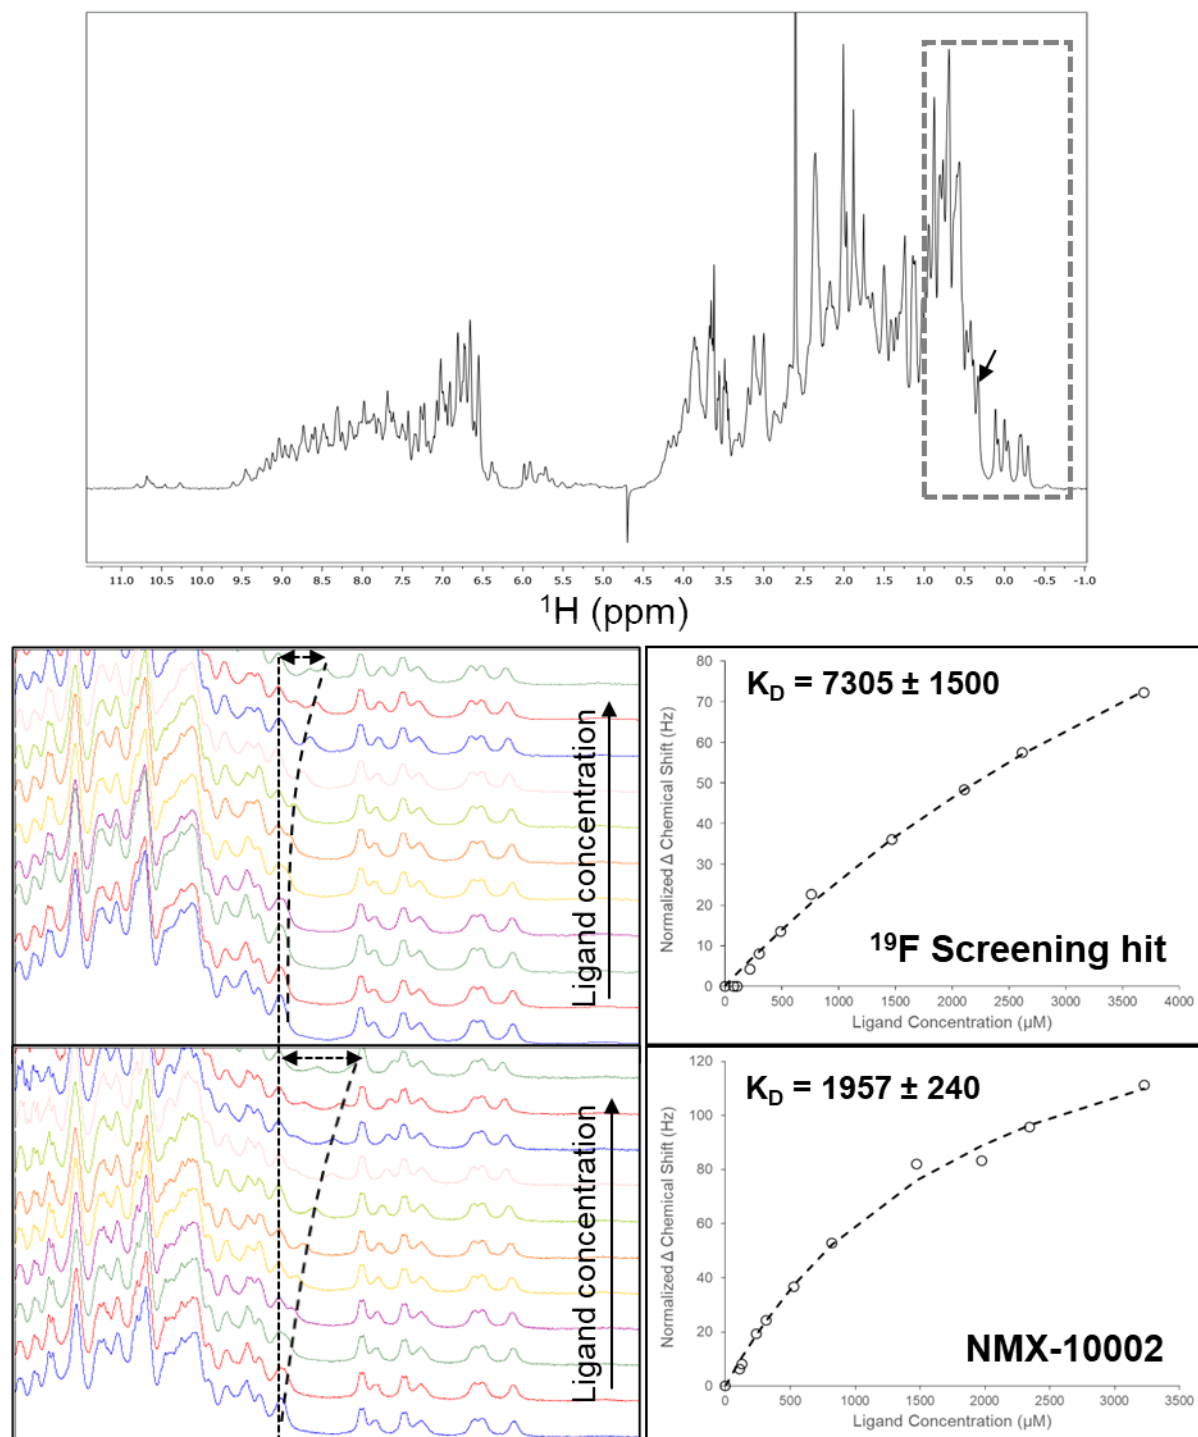 11.0 10.5 10.0 9.5 9.0 8.5 8.0 7.5 7.0 6.5 6.0 5.5 5.0 4.5 4.0 3.5 3.0 2.5 2.0 1.5 1.0 0.5 0.0 -0.5 -1.0
¹H (ppm)
Ligand concentration
80
70
60
50
40
30
20
10
0
Normalized Δ Chemical Shift (Hz)
K_D = 7305 ± 1500
¹⁹F Screening hit
0 500 1000 1500 2000 2500 3000 3500 4000
Ligand Concentration (µM)
Ligand concentration
120
100
80
60
40
20
0
Normalized Δ Chemical Shift (Hz)
K_D = 1957 ± 240
NMX-10002
0 500 1000 1500 2000 2500 3000 3500
Ligand Concentration (µM)